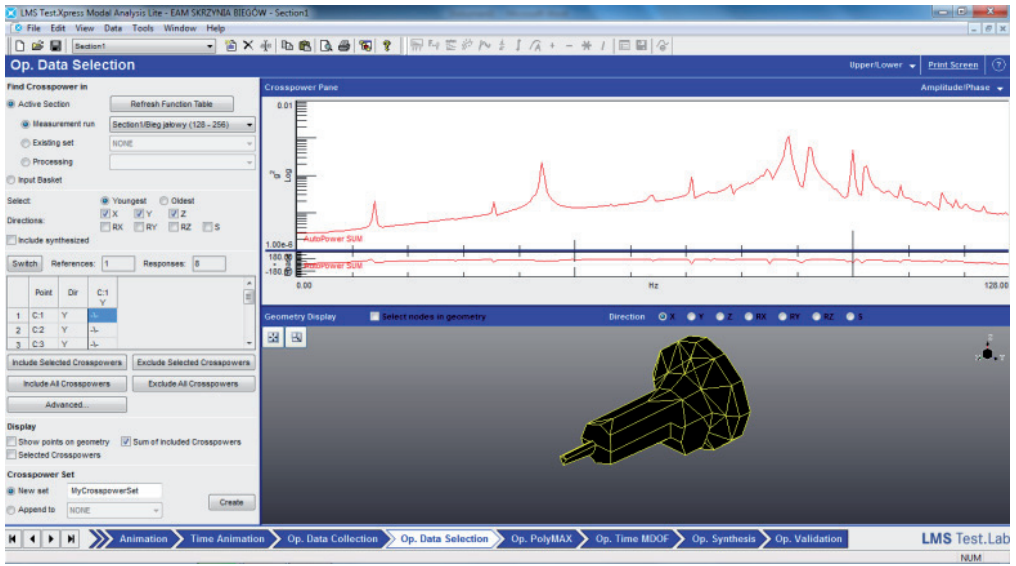 LMS Test.Xpress Modal Analysis Lite - EAM SKRZYNIA BIEGÓW - Section1
File Edit View Data Tools Window Help
Section1
Op. Data Selection
Upper/Lower Print Screen ?
Find Crosspower in
Active Section Refresh Function Table
Measurement run Section1/Bieg jałowy (128 - 256)
Existing set NONE
Processing
Input Basket
Select: Youngest Oldest
Directions: X Y Z
RX RY RZ S
Include synthesized
Switch References: 1 Responses: 8
Point Dir C:1
Y
1 C:1 Y
2 C:2 Y
3 C:3 Y
Include Selected Crosspowers Exclude Selected Crosspowers
Include All Crosspowers Exclude All Crosspowers
Advanced...
Display
Show points on geometry Sum of Included Crosspowers
Selected Crosspowers
Crosspower Set
New set MyCrosspowerSet
Create
Append to NONE
Crosspower Pane Amplitude/Phase
0.01
g² Log
AutoPower SUM
1.00e-6
180.00
AutoPower SUM
-180.00
0.00 Hz 128.00
Geometry Display Select nodes in geometry Direction X Y Z RX RY RZ S
Animation Time Animation Op. Data Collection Op. Data Selection Op. PolyMAX Op. Time MDOF Op. Synthesis Op. Validation LMS Test.Lab
NUM